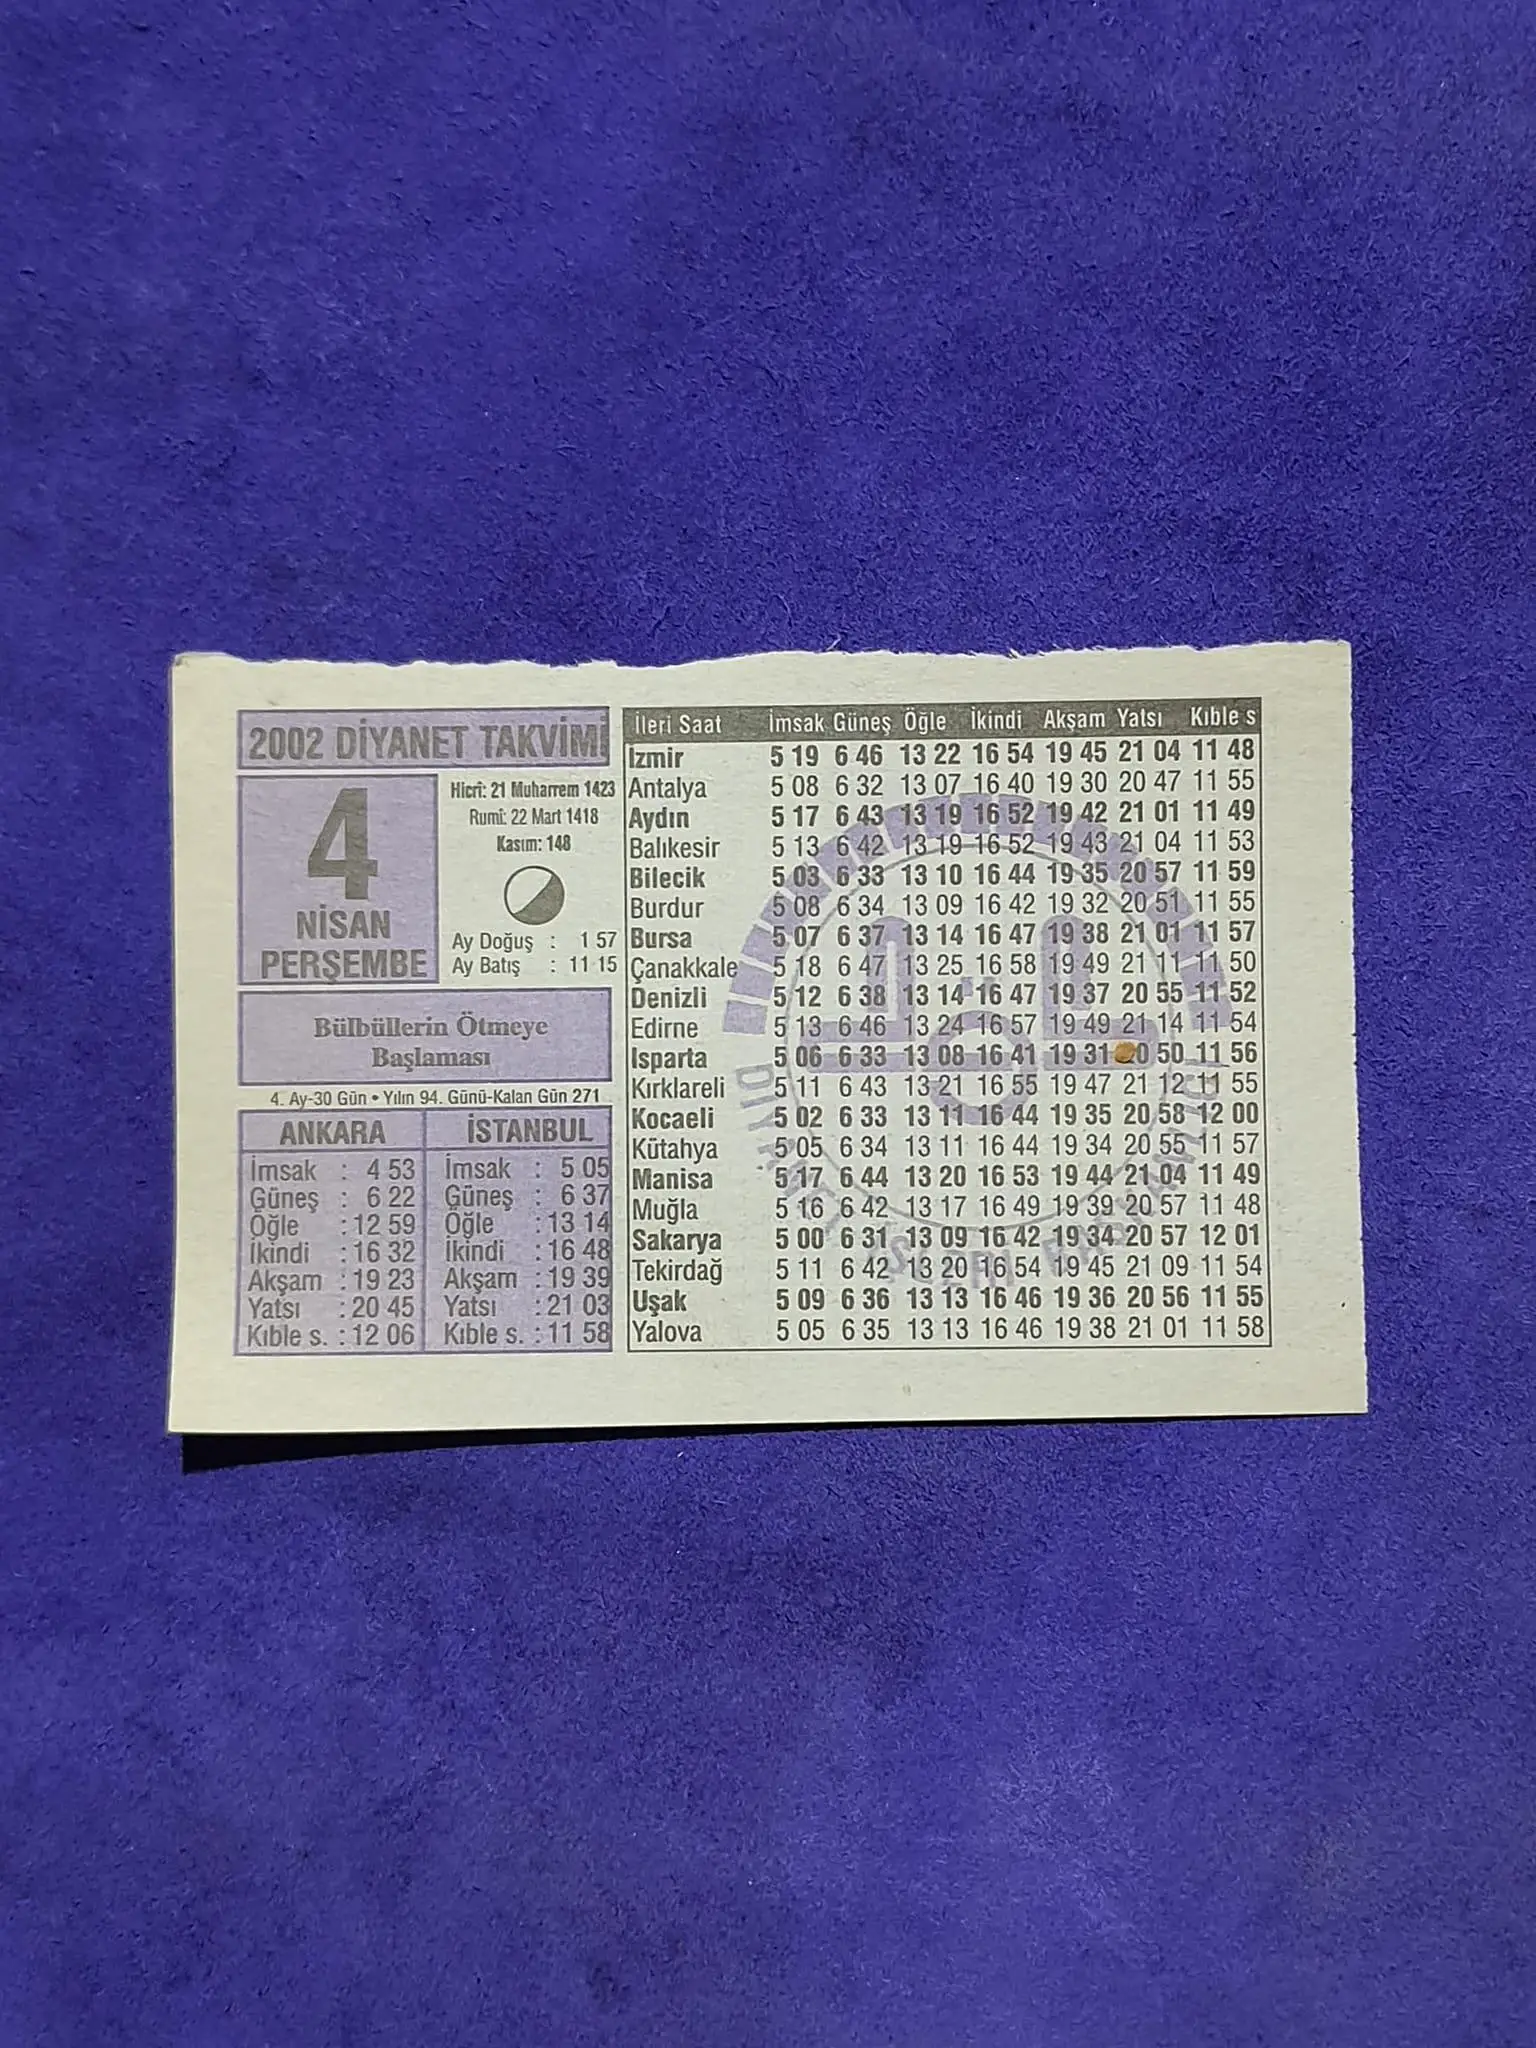 2002 DİYANET TAKVİMİ
4
NİSAN
PERŞEMBE
Hicrî: 21 Muharrem 1423
Rumî: 22 Mart 1418
Kasım: 148
Ay Doğuş : 1 57
Ay Batış : 11 15
Bülbüllerin Ötmeye
Başlaması
4. Ay-30 Gün • Yılın 94. Günü-Kalan Gün 271
ANKARA
İmsak : 4 53
Güneş : 6 22
Öğle : 12 59
İkindi : 16 32
Akşam : 19 23
Yatsı : 20 45
Kıble s. : 12 06
İSTANBUL
İmsak : 5 05
Güneş : 6 37
Öğle : 13 14
İkindi : 16 48
Akşam : 19 39
Yatsı : 21 03
Kıble s. : 11 58
İleri Saat İmsak Güneş Öğle İkindi Akşam Yatsı Kıble s
İzmir 5 19 6 46 13 22 16 54 19 45 21 04 11 48
Antalya 5 08 6 32 13 07 16 40 19 30 20 47 11 55
Aydın 5 17 6 43 13 19 16 52 19 42 21 01 11 49
Balıkesir 5 13 6 42 13 19 16 52 19 43 21 04 11 53
Bilecik 5 03 6 33 13 10 16 44 19 35 20 57 11 59
Burdur 5 08 6 34 13 09 16 42 19 32 20 51 11 55
Bursa 5 07 6 37 13 14 16 47 19 38 21 01 11 57
Çanakkale 5 18 6 47 13 25 16 58 19 49 21 11 11 50
Denizli 5 12 6 38 13 14 16 47 19 37 20 55 11 52
Edirne 5 13 6 46 13 24 16 57 19 49 21 14 11 54
Isparta 5 06 6 33 13 08 16 41 19 31 20 50 11 56
Kırklareli 5 11 6 43 13 21 16 55 19 47 21 12 11 55
Kocaeli 5 02 6 33 13 11 16 44 19 35 20 58 12 00
Kütahya 5 05 6 34 13 11 16 44 19 34 20 55 11 57
Manisa 5 17 6 44 13 20 16 53 19 44 21 04 11 49
Muğla 5 16 6 42 13 17 16 49 19 39 20 57 11 48
Sakarya 5 00 6 31 13 09 16 42 19 34 20 57 12 01
Tekirdağ 5 11 6 42 13 20 16 54 19 45 21 09 11 54
Uşak 5 09 6 36 13 13 16 46 19 36 20 56 11 55
Yalova 5 05 6 35 13 13 16 46 19 38 21 01 11 58
DİYANET İŞLERİ BAŞKANLIĞI